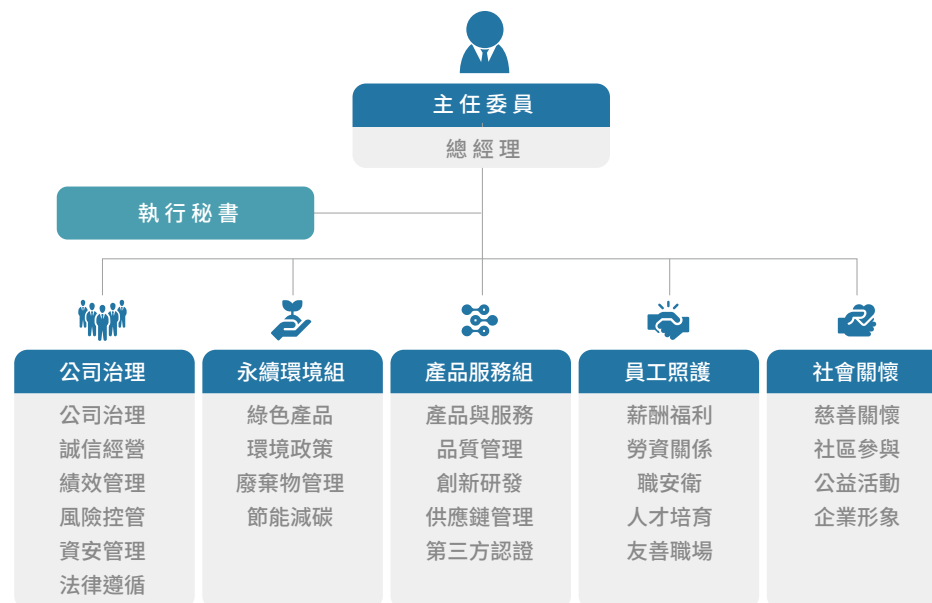 主任委員
總經理
執行秘書
公司治理
公司治理
誠信經營
績效管理
風險控管
資安管理
法律遵循
永續環境組
綠色產品
環境政策
廢棄物管理
節能減碳
產品服務組
產品與服務
品質管理
創新研發
供應鏈管理
第三方認證
員工照護
薪酬福利
勞資關係
職安衛
人才培育
友善職場
社會關懷
慈善關懷
社區參與
公益活動
企業形象